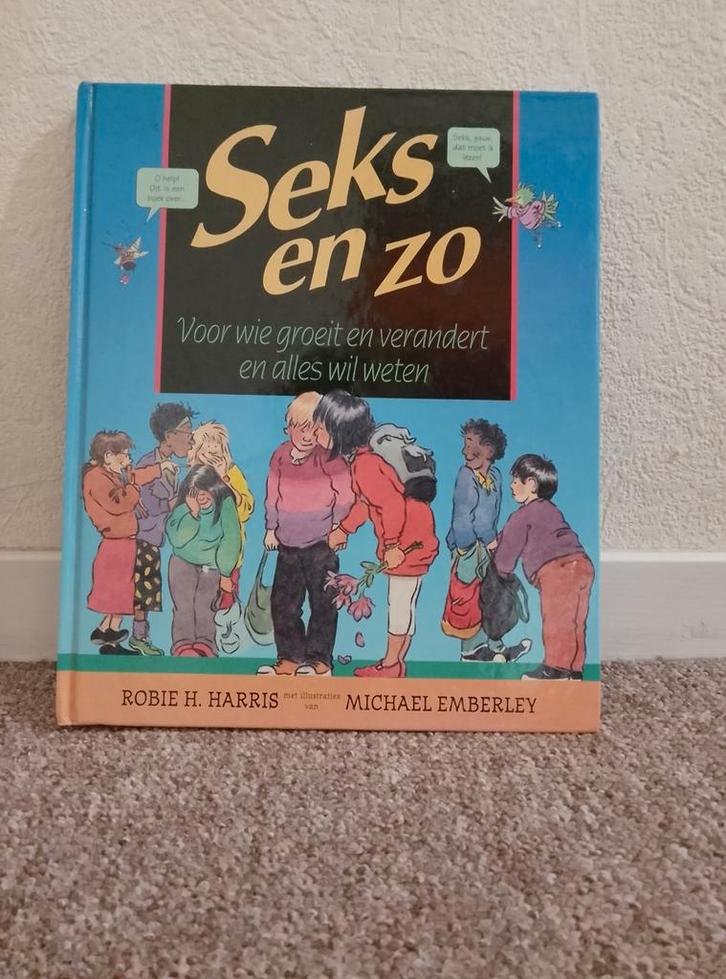 Seks
en zo
Seks, gauw,
dat moet ik
lezen!
O help!
Dit is een
boek over...
Voor wie groeit en verandert
en alles wil weten
ROBIE H. HARRIS met illustraties van MICHAEL EMBERLEY